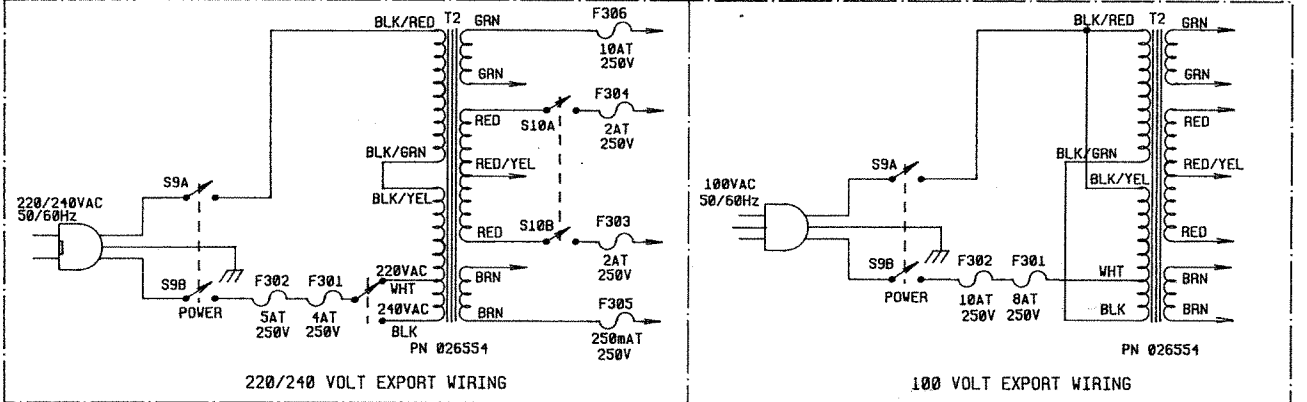 BLK/RED
T2
GRN
F306
10AT
250V
GRN
RED
S10A
F304
2AT
250V
BLK/GRN
RED/YEL
S9A
BLK/YEL
220/240VAC
50/60Hz
RED
S10B
F303
2AT
250V
S9B
POWER
F302
5AT
250V
F301
4AT
250V
220VAC
WHT
240VAC
BLK
BRN
BRN
F305
250mAT
250V
PN 026554
220/240 VOLT EXPORT WIRING
BLK/RED
T2
GRN
GRN
RED
BLK/GRN
RED/YEL
S9A
BLK/YEL
100VAC
50/60Hz
RED
S9B
POWER
F302
10AT
250V
F301
8AT
250V
WHT
BLK
BRN
BRN
PN 026554
100 VOLT EXPORT WIRING